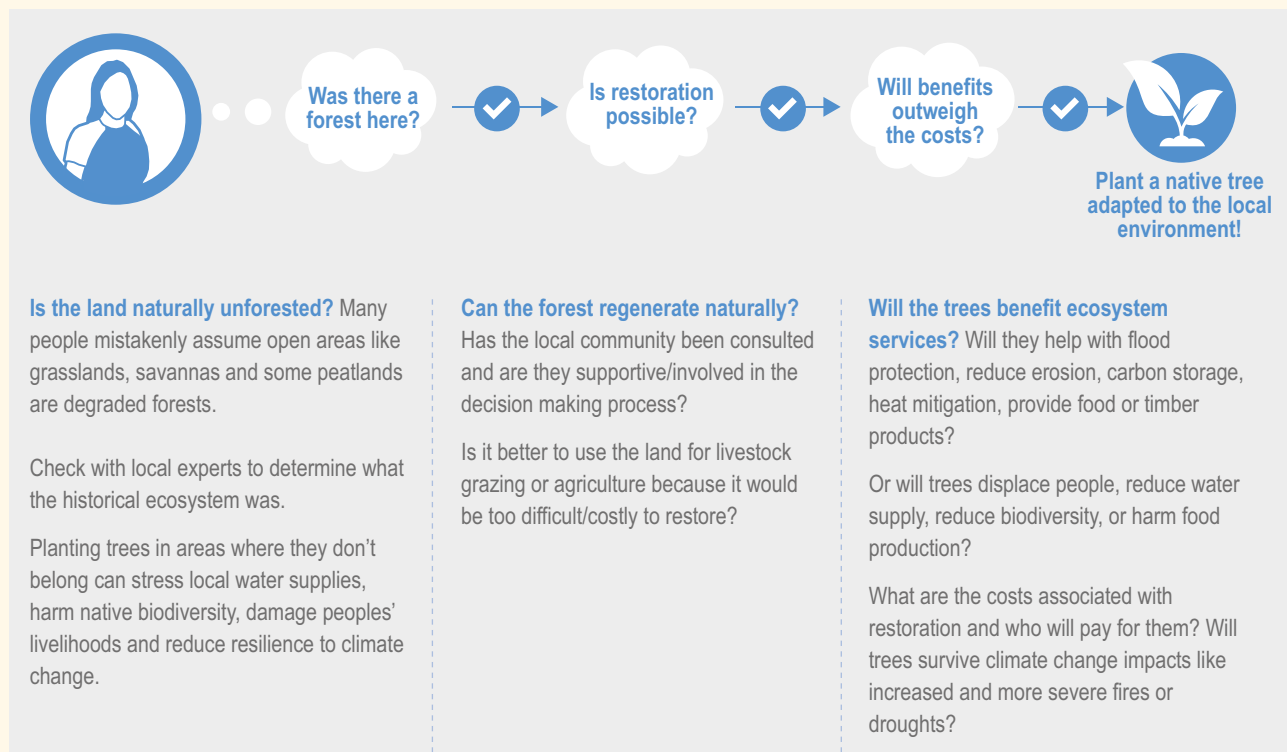 Was there a
forest here?
Is restoration
possible?
Will benefits
outweigh
the costs?
Plant a native tree
adapted to the local
environment!
Is the land naturally unforested? Many
people mistakenly assume open areas like
grasslands, savannas and some peatlands
are degraded forests.
Check with local experts to determine what
the historical ecosystem was.
Planting trees in areas where they don’t
belong can stress local water supplies,
harm native biodiversity, damage peoples’
livelihoods and reduce resilience to climate
change.
Can the forest regenerate naturally?
Has the local community been consulted
and are they supportive/involved in the
decision making process?
Is it better to use the land for livestock
grazing or agriculture because it would
be too difficult/costly to restore?
Will the trees benefit ecosystem
services? Will they help with flood
protection, reduce erosion, carbon storage,
heat mitigation, provide food or timber
products?
Or will trees displace people, reduce water
supply, reduce biodiversity, or harm food
production?
What are the costs associated with
restoration and who will pay for them? Will
trees survive climate change impacts like
increased and more severe fires or
droughts?